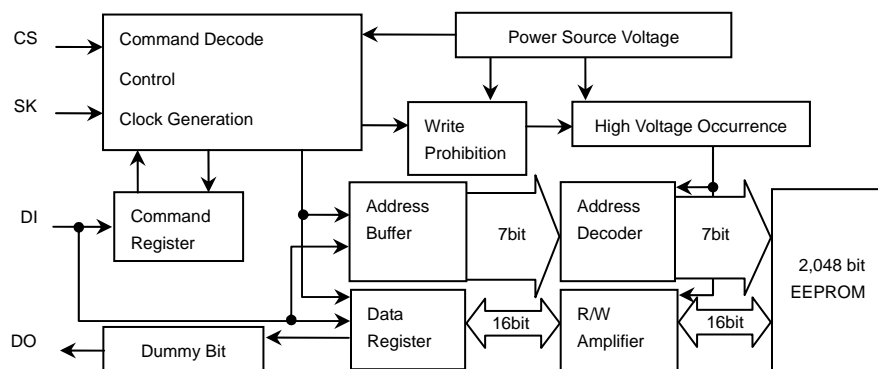 CS
Command Decode
Control
Clock Generation
SK
Power Source Voltage
Write
Prohibition
High Voltage Occurrence
DI
Command
Register
Address
Buffer
7bit
Address
Decoder
7bit
2,048 bit
EEPROM
DO
Dummy Bit
Data
Register
16bit
R/W
Amplifier
16bit